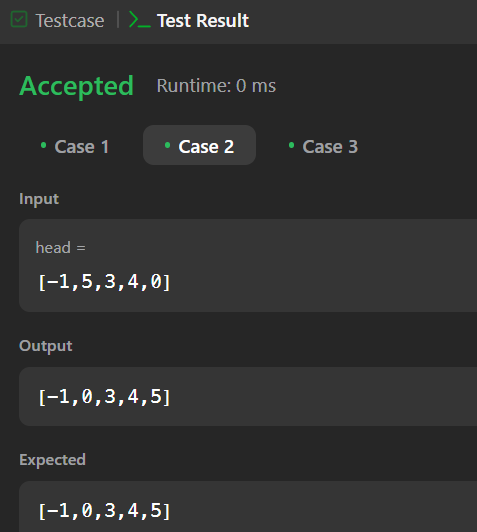 Testcase | Test Result
Accepted Runtime: 0 ms
Case 1 Case 2 Case 3
Input
head =
[-1,5,3,4,0]
Output
[-1,0,3,4,5]
Expected
[-1,0,3,4,5]